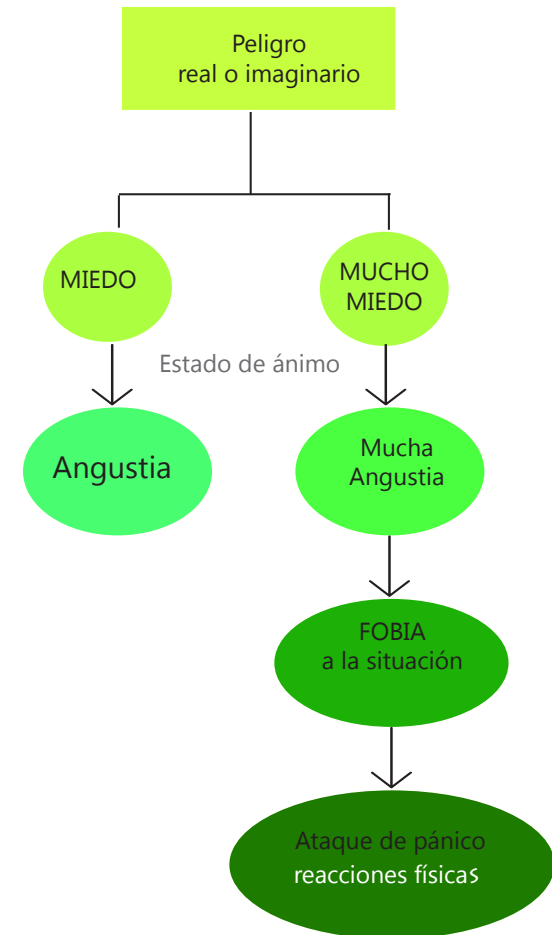 Peligro
real o imaginario
MIEDO
MUCHO
MIEDO
Estado de ánimo
Angustia
Mucha
Angustia
FOBIA
a la situación
Ataque de pánico
reacciones físicas